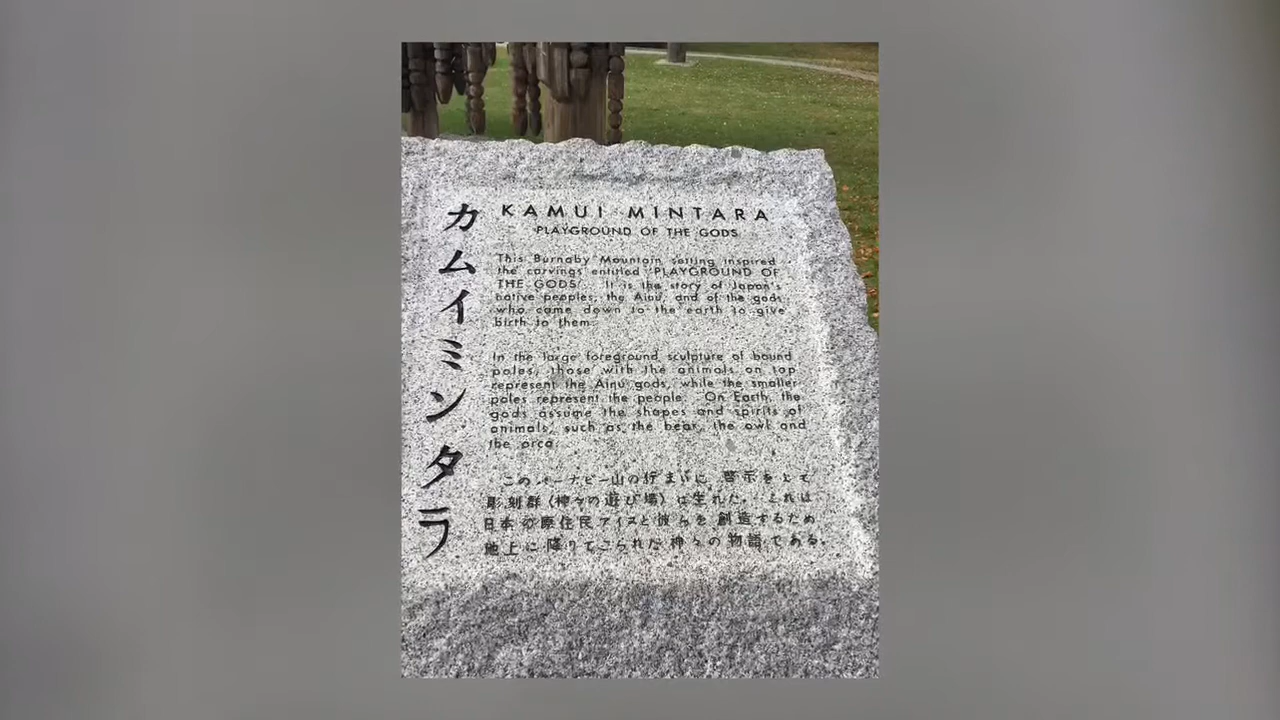 カムイミンタラ
KAMUI MINTARA
PLAYGROUND OF THE GODS
This Burnaby Mountain setting inspired
the carvings entitled "PLAYGROUND OF
THE GODS". It is the story of Japan's
native peoples, the Ainu, and of the gods
who came down to the earth to give
birth to them.
In the large foreground sculpture of bound
poles, those with the animals on top
represent the Ainu gods, while the smaller
poles represent the people. On Earth, the
gods assume the shapes and spirits of
animals, such as the bear, the owl and
the orca.
このバーナビー山の佇まいに、啓示をえて
彫刻群（神々の遊び場）は生れた。これは
日本の原住民アイヌと彼らを創造するため
地上に降りてこられた神々の物語である。